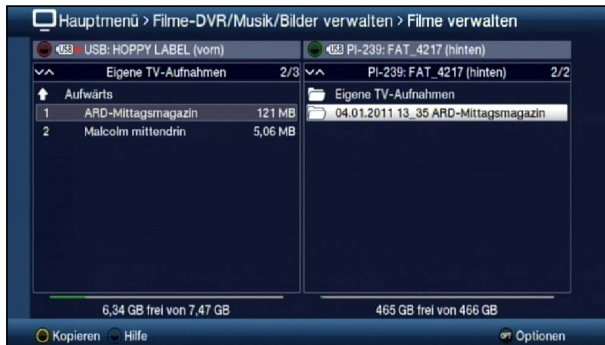 Hauptmenü > Filme-DVR/Musik/Bilder verwalten > Filme verwalten
USB USB: HOPPY LABEL (vorn)
USB PI-239: FAT_4217 (hinten)
Eigene TV-Aufnahmen 2/3
PI-239: FAT_4217 (hinten) 2/2
Aufwärts
1 ARD-Mittagsmagazin 121 MB
2 Malcolm mittendrin 5,06 MB
Eigene TV-Aufnahmen
04.01.2011 13_35 ARD-Mittagsmagazin
6,34 GB frei von 7,47 GB
465 GB frei von 466 GB
Kopieren Hilfe
OPT Optionen